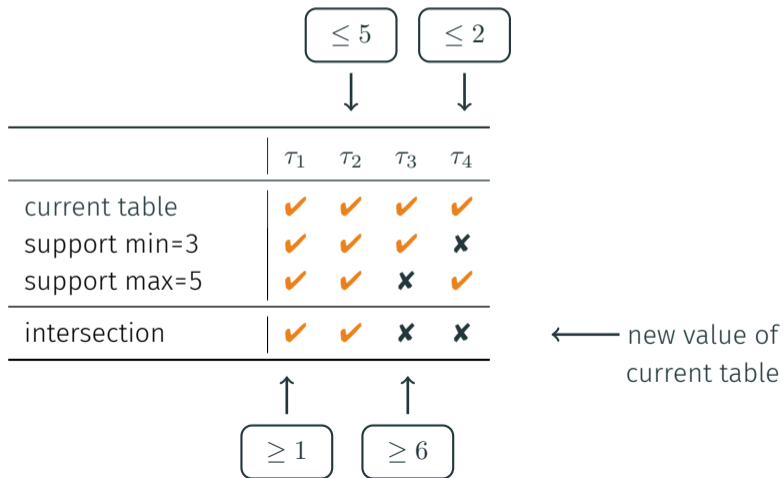 ≤ 5 ≤ 2
τ₁ τ₂ τ₃ τ₄
current table ✔ ✔ ✔ ✔
support min=3 ✔ ✔ ✔ ✘
support max=5 ✔ ✔ ✘ ✔
intersection ✔ ✔ ✘ ✘
new value of
current table
≥ 1 ≥ 6